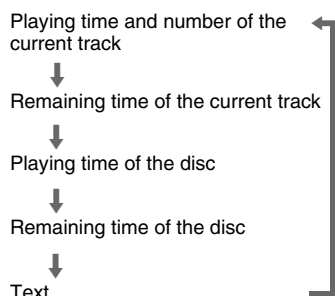 Playing time and number of the
current track
Remaining time of the current track
Playing time of the disc
Remaining time of the disc
Text